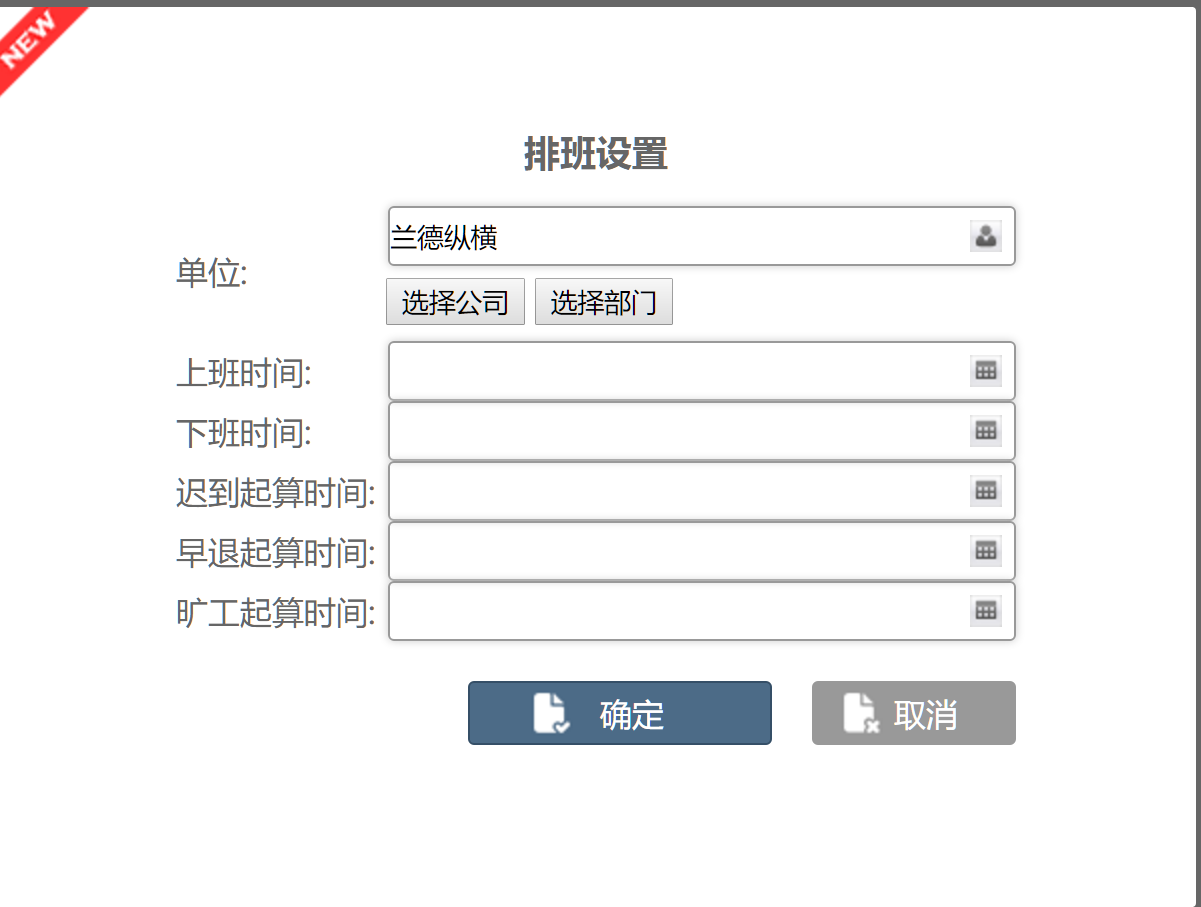 NEW
排班设置
兰德纵横
单位:
选择公司 选择部门
上班时间:
下班时间:
迟到起算时间:
早退起算时间:
旷工起算时间:
确定 取消